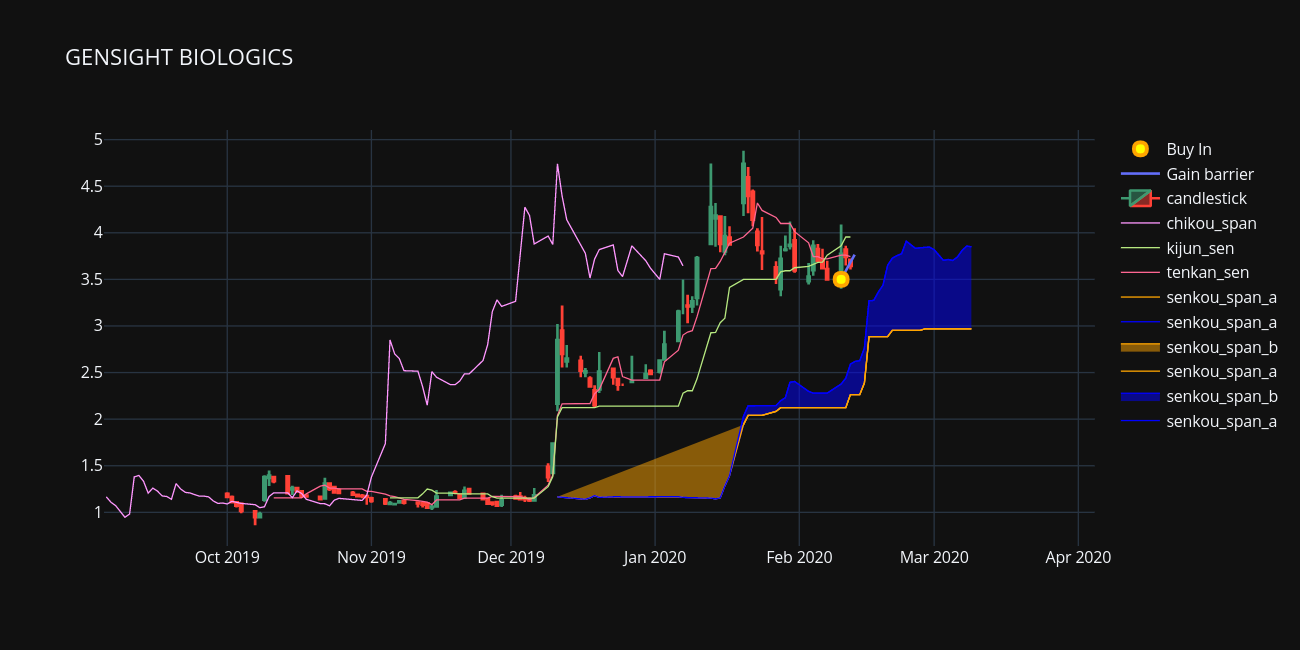 GENSIGHT BIOLOGICS
5
4.5
4
3.5
3
2.5
2
1.5
1
Oct 2019
Nov 2019
Dec 2019
Jan 2020
Feb 2020
Mar 2020
Apr 2020
Buy In
Gain barrier
candlestick
chikou_span
kijun_sen
tenkan_sen
senkou_span_a
senkou_span_a
senkou_span_b
senkou_span_a
senkou_span_b
senkou_span_a